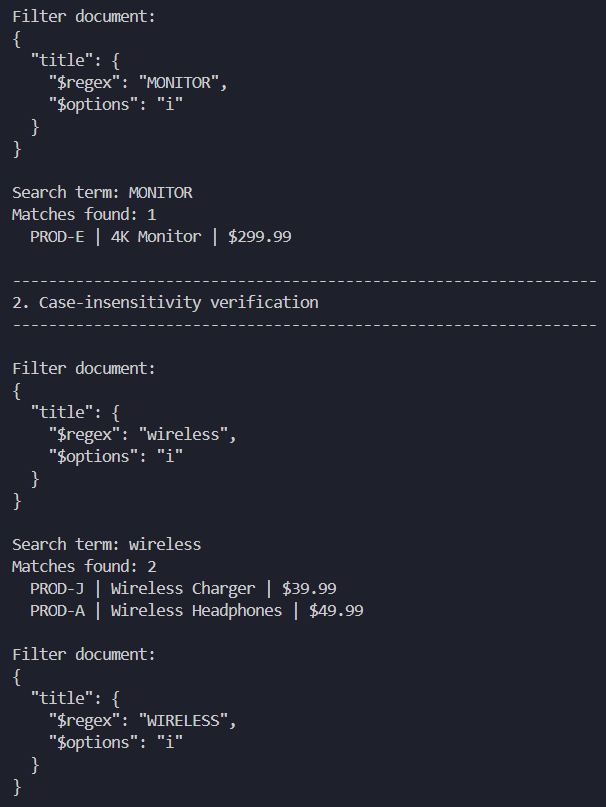 Filter document:
{
  "title": {
    "$regex": "MONITOR",
    "$options": "i"
  }
}

Search term: MONITOR
Matches found: 1
  PROD-E | 4K Monitor | $299.99

-----------------------------------------------------------------
2. Case-insensitivity verification
-----------------------------------------------------------------

Filter document:
{
  "title": {
    "$regex": "wireless",
    "$options": "i"
  }
}

Search term: wireless
Matches found: 2
  PROD-J | Wireless Charger | $39.99
  PROD-A | Wireless Headphones | $49.99

Filter document:
{
  "title": {
    "$regex": "WIRELESS",
    "$options": "i"
  }
}